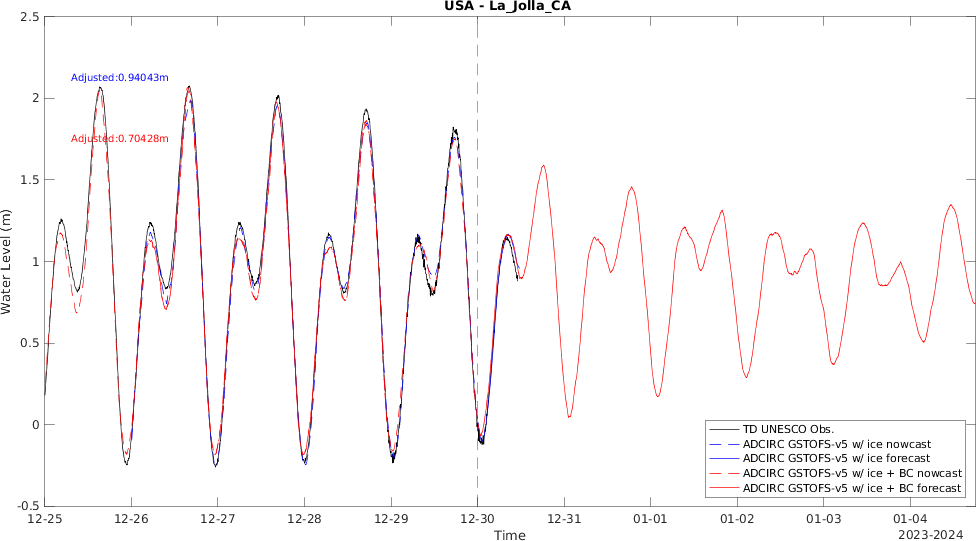 USA - La_Jolla_CA
2.5
2
1.5
1
0.5
0
-0.5
Water Level (m)
Adjusted:0.94043m
Adjusted:0.70428m
TD UNESCO Obs.
ADCIRC GSTOFS-v5 w/ ice nowcast
ADCIRC GSTOFS-v5 w/ ice forecast
ADCIRC GSTOFS-v5 w/ ice + BC nowcast
ADCIRC GSTOFS-v5 w/ ice + BC forecast
12-25 12-26 12-27 12-28 12-29 12-30 12-31 01-01 01-02 01-03 01-04
Time
2023-2024